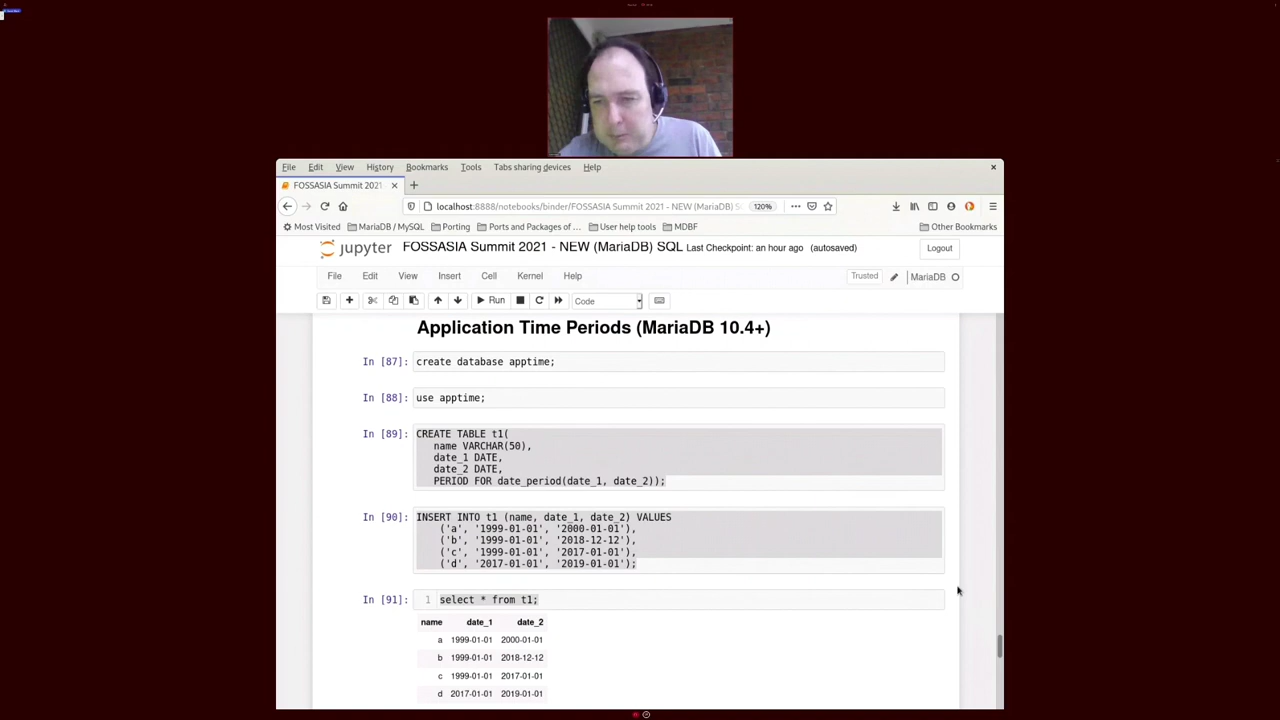 File Edit View History Bookmarks Tools Tabs sharing devices Help
FOSSASIA Summit 2021
localhost:8888/notebooks/binder/FOSSASIA Summit 2021 - NEW (MariaDB) S
120%
Most Visited MariaDB / MySQL Porting Ports and Packages of ... User help tools MDBF Other Bookmarks
jupyter FOSSASIA Summit 2021 - NEW (MariaDB) SQL Last Checkpoint: an hour ago (autosaved) Logout
File Edit View Insert Cell Kernel Help Trusted MariaDB
Run Code
Application Time Periods (MariaDB 10.4+)
In [87]: create database apptime;
In [88]: use apptime;
In [89]: CREATE TABLE t1(
name VARCHAR(50),
date_1 DATE,
date_2 DATE,
PERIOD FOR date_period(date_1, date_2));
In [90]: INSERT INTO t1 (name, date_1, date_2) VALUES
('a', '1999-01-01', '2000-01-01'),
('b', '1999-01-01', '2018-12-12'),
('c', '1999-01-01', '2017-01-01'),
('d', '2017-01-01', '2019-01-01');
In [91]: 1 select * from t1;
name date_1 date_2
a 1999-01-01 2000-01-01
b 1999-01-01 2018-12-12
c 1999-01-01 2017-01-01
d 2017-01-01 2019-01-01